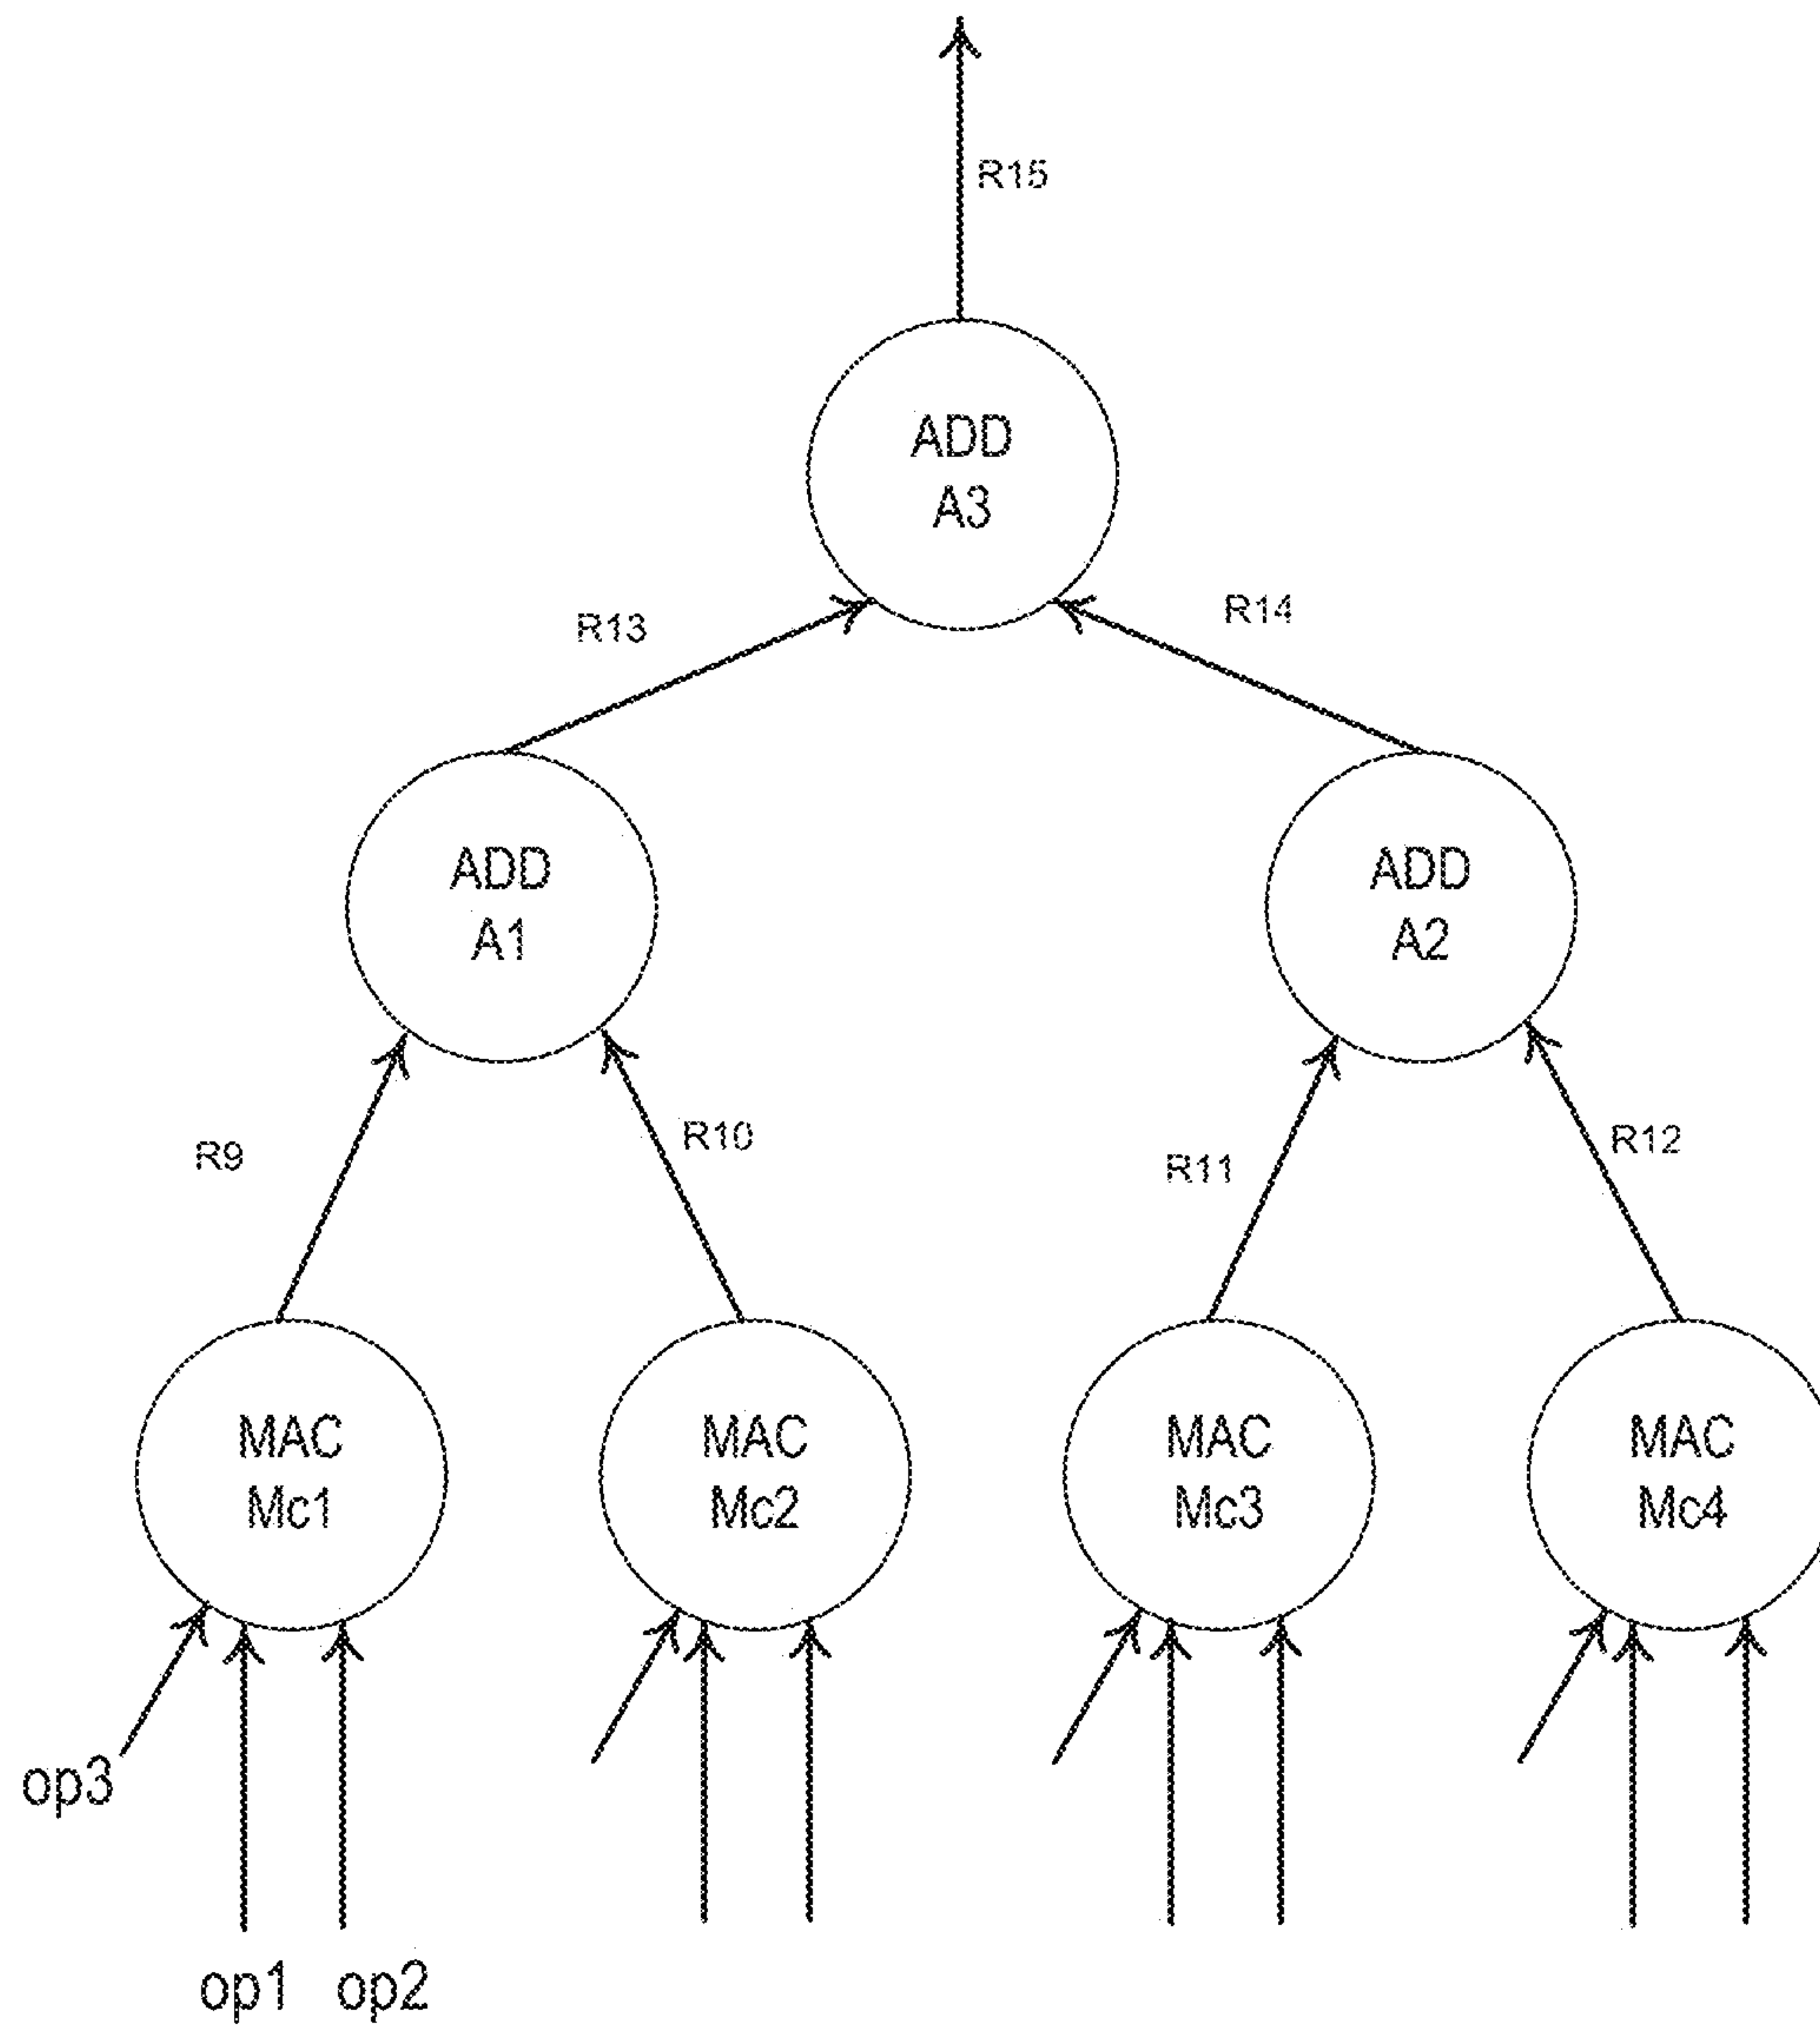 R15
ADD
A3
R13
R14
ADD
A1
ADD
A2
R9
R10
R11
R12
MAC
Mc1
MAC
Mc2
MAC
Mc3
MAC
Mc4
op3
op1
op2